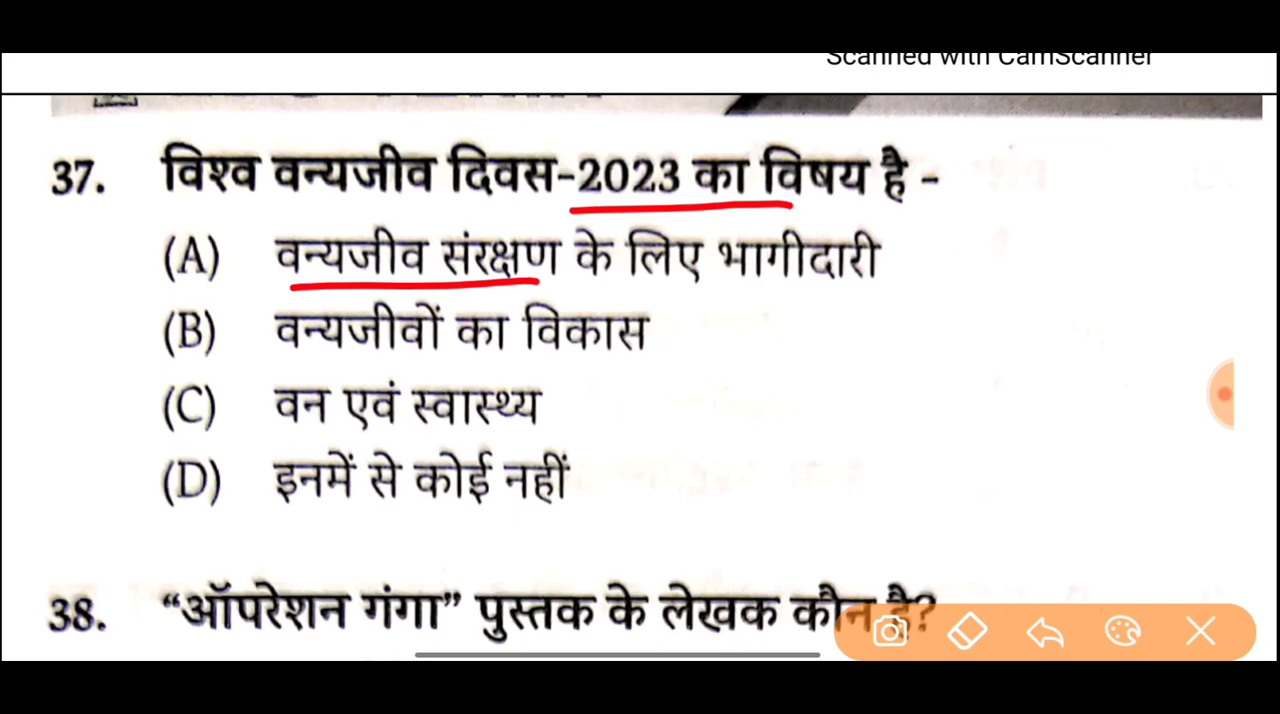 Scanned with CamScanner
37. विश्व वन्यजीव दिवस-2023 का विषय है -
(A) वन्यजीव संरक्षण के लिए भागीदारी
(B) वन्यजीवों का विकास
(C) वन एवं स्वास्थ्य
(D) इनमें से कोई नहीं
38. “ऑपरेशन गंगा” पुस्तक के लेखक कौन है?